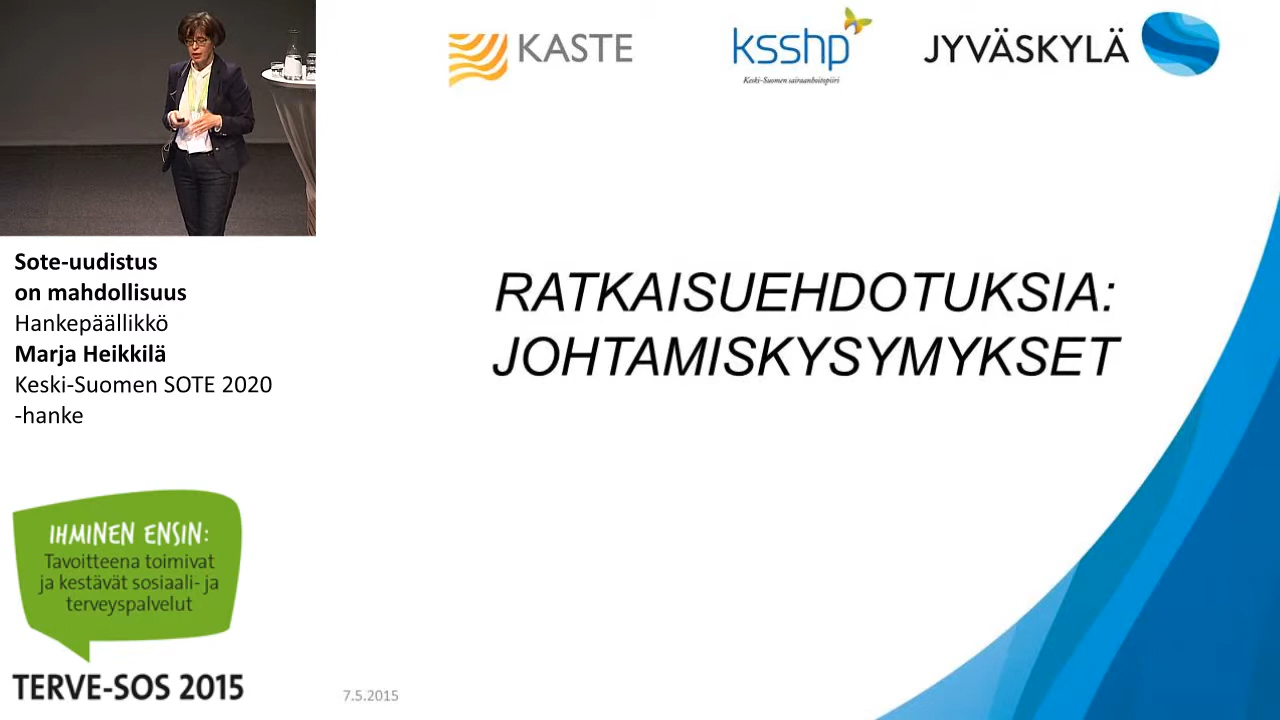 KASTE
ksshp
Keski-Suomen sairaanhoitopiiri
JYVÄSKYLÄ
Sote-uudistus
on mahdollisuus
Hankepäällikkö
Marja Heikkilä
Keski-Suomen SOTE 2020
-hanke
RATKAISUEHDOTUKSIA:
JOHTAMISKYSYMYKSET
IHMINEN ENSIN:
Tavoitteena toimivat
ja kestävät sosiaali- ja
terveyspalvelut
TERVE-SOS 2015
7.5.2015